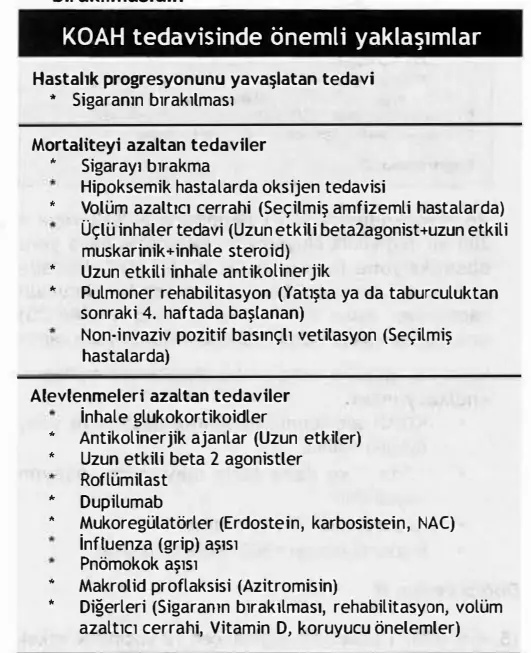 KOAH tedavisinde önemli yaklaşımlar
Hastalık progresyonunu yavaşlatan tedavi
* Sigaranın bırakılması
Mortaliteyi azaltan tedaviler
* Sigarayı bırakma
* Hipoksemik hastalarda oksijen tedavisi
* Volüm azaltıcı cerrahi (Seçilmiş amfizemli hastalarda)
* Üçlü inhaler tedavi (Uzun etkili beta2agonist+uzun etkili
* Uzun etkili inhale antikolinerjik
* Pulmoner rehabilitasyon (Yatışta ya da taburculuktan
sonraki 4. haftada başlanan)
* Non-invaziv pozitif basınçlı vetilasyon (Seçilmiş
hastalarda)
Alevlenmeleri azaltan tedaviler
* İnhale glukokortikoidler
* Antikolinerjik ajanlar (Uzun etkiler)
* Uzun etkili beta 2 agonistler
* Roflümilast
* Dupilumab
* Mukoregülatörler (Erdostein, karbosistein, NAC)
* İnfluenza (grip) aşısı
* Pnömokok aşısı
* Makrolid proflaksisi (Azitromisin)
* Diğerleri (Sigaranın bırakılması, rehabilitasyon, volüm
azaltıcı cerrahi, Vitamin D, koruyucu önelemler)